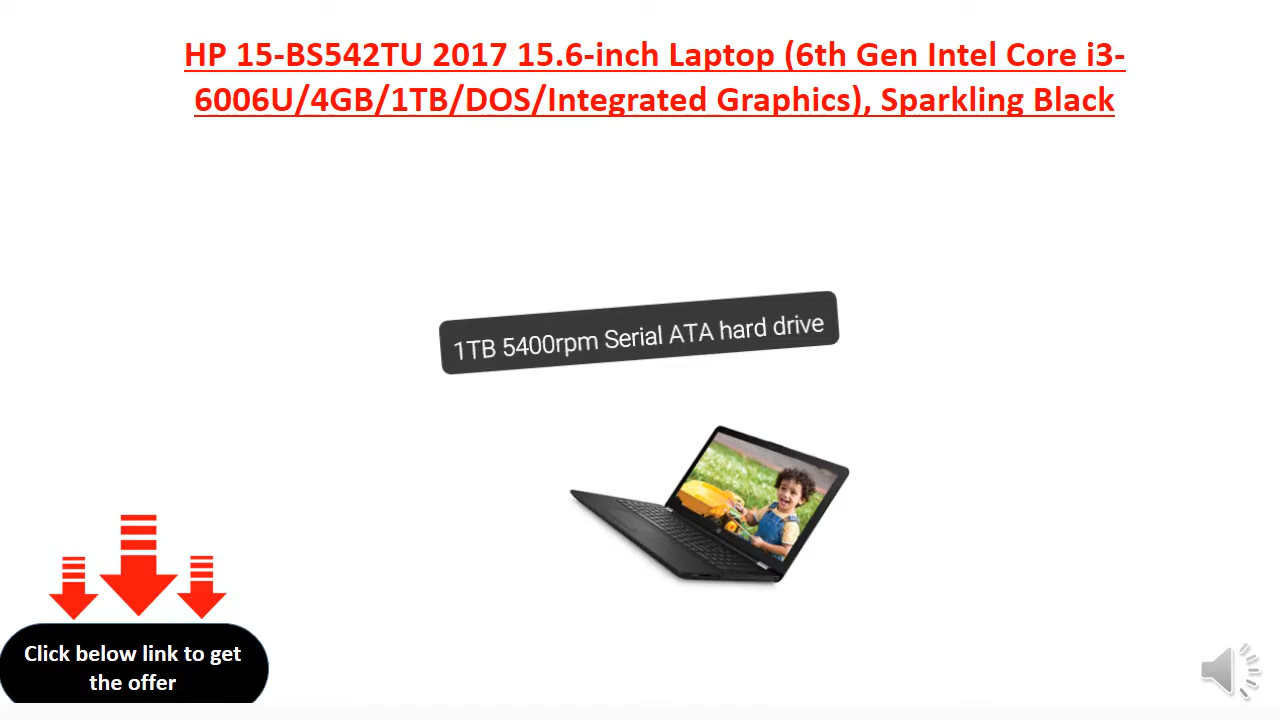 HP 15-BS542TU 2017 15.6-inch Laptop (6th Gen Intel Core i3-
6006U/4GB/1TB/DOS/Integrated Graphics), Sparkling Black
1TB 5400rpm Serial ATA hard drive
Click below link to get
the offer